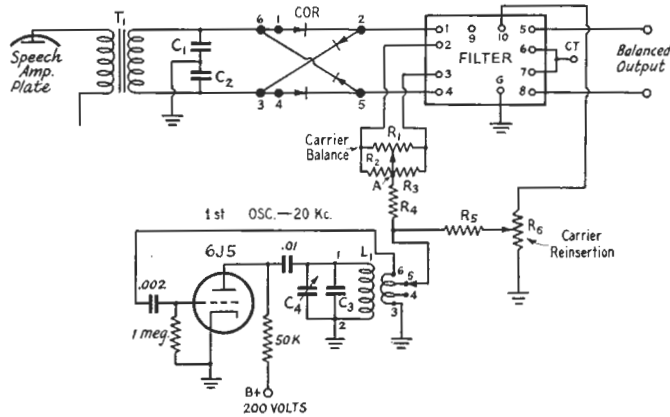 T1
6 1 COR 2
1 9 10 5
2 6 CT
FILTER
C1
3 7
C2
4 G 8
3 4 5
Speech
Amp.
Plate
Balanced
Output
Carrier
Balance
R1
R2
A R3
R4
1st OSC.—20 Kc.
R5
R6
Carrier
Reinsertion
6J5
.01
1 L1
6
5
4
3
.002
C4 C3
2
1 meg.
50K
B+
200 VOLTS